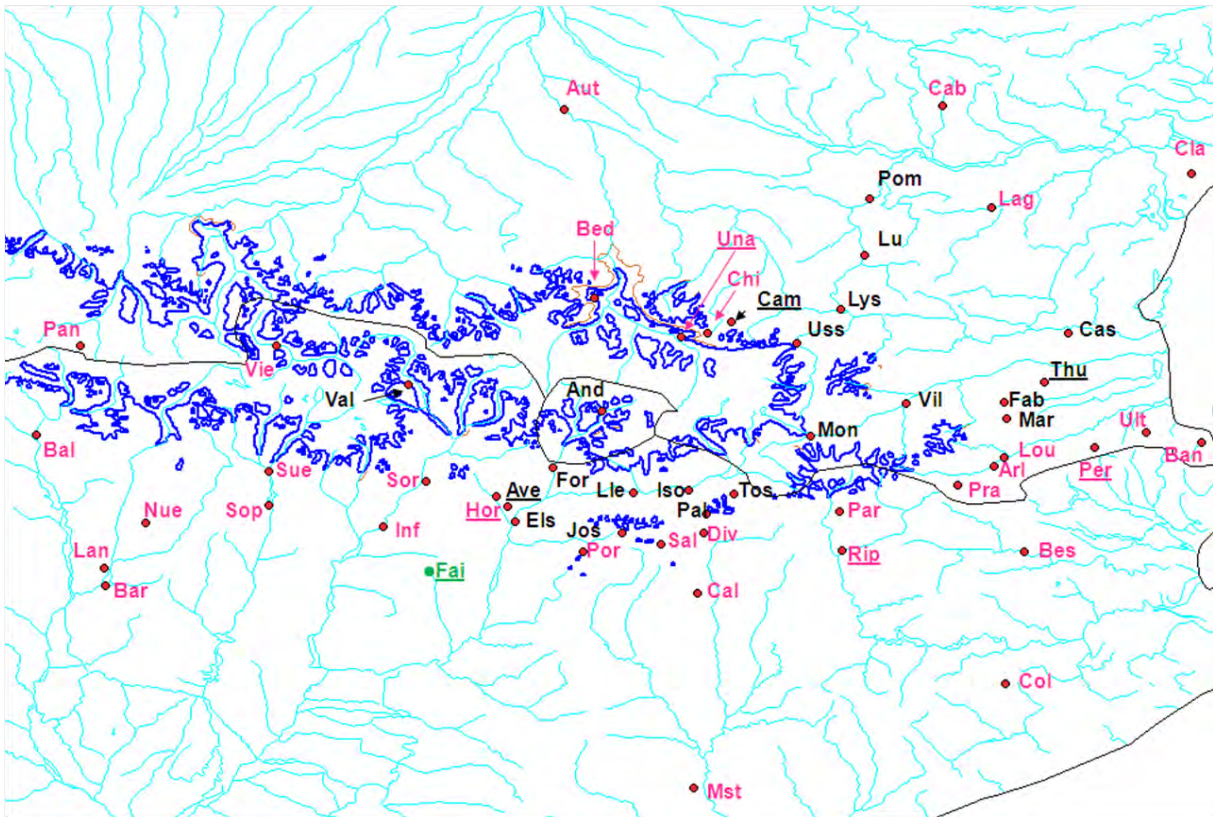 Aut
Cab
Cla
Pom
Lag
Bed
Una
Lu
Chi
Cam
Lys
Pan
Uss
Cas
Vie
Thu
Val
And
Vil
Fab
Mar
Mon
Ult
Bal
Lou
Ban
Sue
Arl
Per
Sor
For
Lle
Iso
Tos
Pra
Ave
Sop
Hor
Pal
Par
Nue
Inf
Els
Jos
Div
Por
Sal
Rip
Bes
Lan
Fai
Bar
Cal
Col
Mst